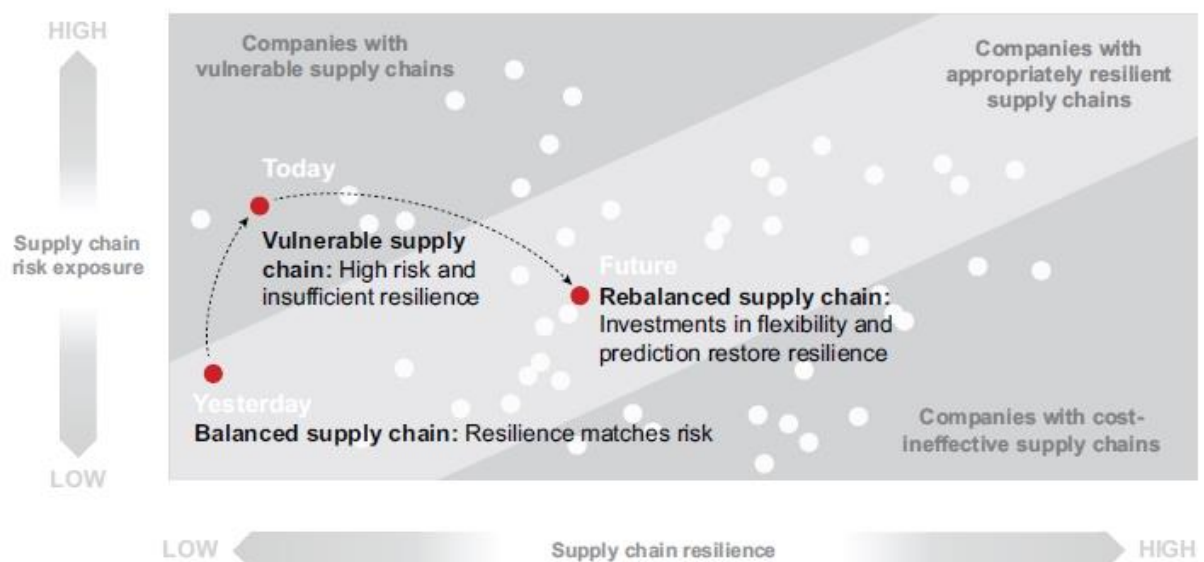 HIGH
Companies with
vulnerable supply chains
Companies with
appropriately resilient
supply chains
Today
Supply chain
risk exposure
Vulnerable supply
chain: High risk and
insufficient resilience
Future
Rebalanced supply chain:
Investments in flexibility and
prediction restore resilience
Yesterday
Balanced supply chain: Resilience matches risk
Companies with cost-
ineffective supply chains
LOW
LOW
Supply chain resilience
HIGH